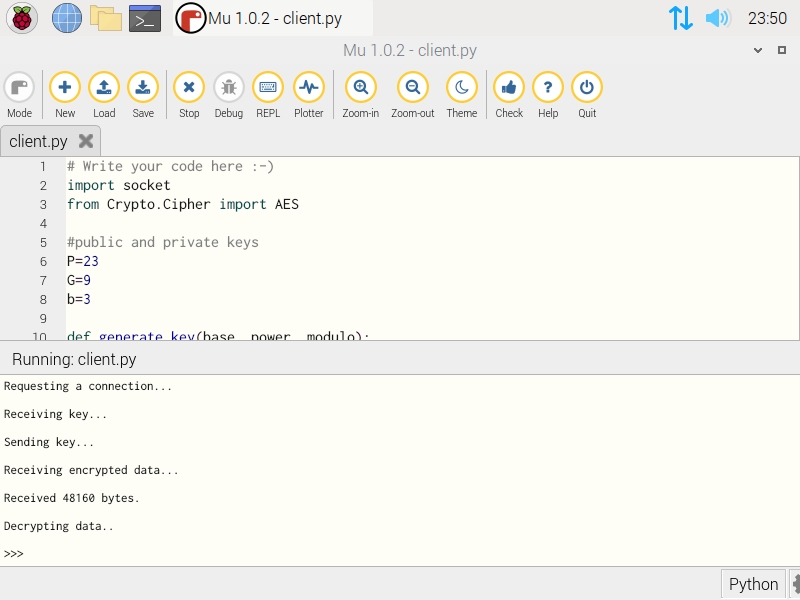 Mu 1.0.2 - client.py
23:50
Mu 1.0.2 - client.py
Mode New Load Save Stop Debug REPL Plotter Zoom-in Zoom-out Theme Check Help Quit
client.py
1 # Write your code here :-)
2 import socket
3 from Crypto.Cipher import AES
4
5 #public and private keys
6 P=23
7 G=9
8 b=3
9
10 def generate_key(base, power, modulo):
Running: client.py
Requesting a connection...
Receiving key...
Sending key...
Receiving encrypted data...
Received 48160 bytes.
Decrypting data..
>>>
Python